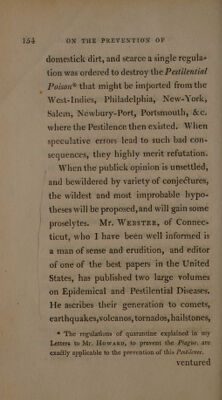 154 ON THE PREVENTION OF
domestick dirt, and scarce a single regula-
tion was ordered to destroy the Pestilential
Poison* that might be imported from the
West-Indies, Philadelphia, New-York,
Salem, Newbury-Port, Portsmouth, &c.
where the Pestilence then existed. When
speculative errors lead to such bad con-
sequences, they highly merit refutation.
When the publick opinion is unsettled,
and bewildered by variety of conjectures,
the wildest and most improbable hypo-
theses will be proposed, and will gain some
proselytes. Mr. WEBSTER, of Connec-
ticut, who I have been well informed is
a man of sense and erudition, and editor
of one of the best papers in the United
States, has published two large volumes
on Epidemical and Pestilential Diseases.
He ascribes their generation to comets,
earthquakes, volcanos, tornados, hailstones,
* The regulations of quarantine explained in my
Letters to Mr. HOWARD, to prevent the Plague, are
exactly applicable to the prevention of this Pestilence.
ventured